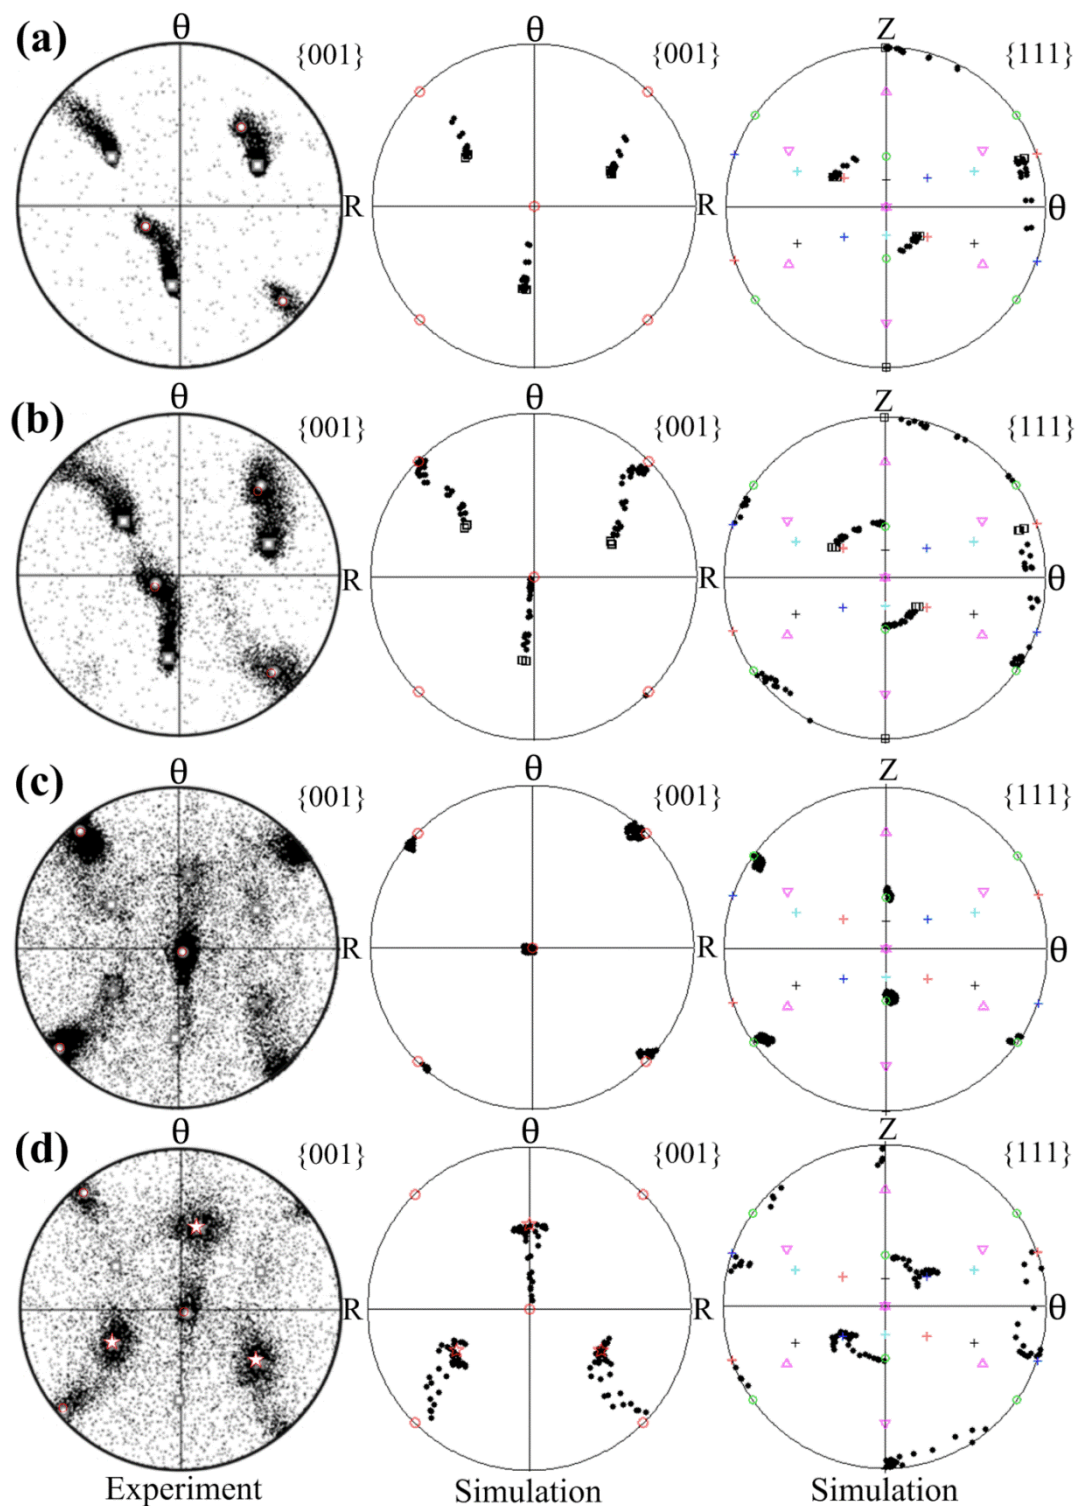 (a) θ {001} θ {001} Z {111}
R R θ
(b) θ {001} θ {001} Z {111}
R R θ
(c) θ {001} θ {001} Z {111}
R R θ
(d) θ {001} θ {001} Z {111}
R R θ
Experiment Simulation Simulation